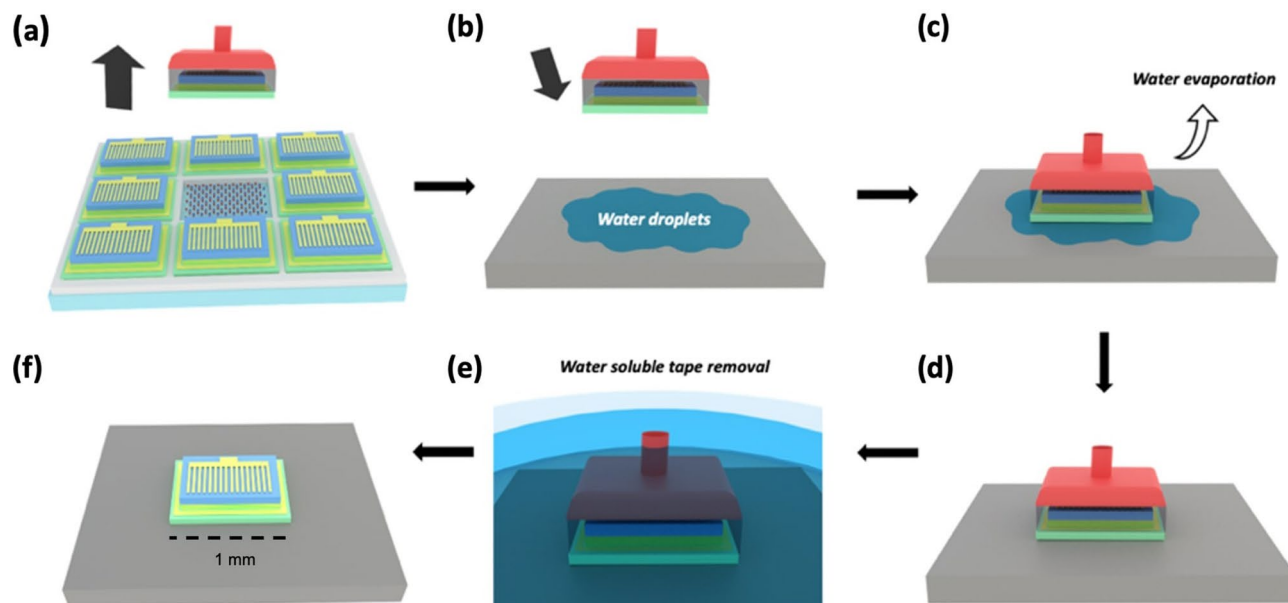 (a)
(b)
(c)
Water evaporation
Water droplets
(f)
(e)
Water soluble tape removal
(d)
1 mm